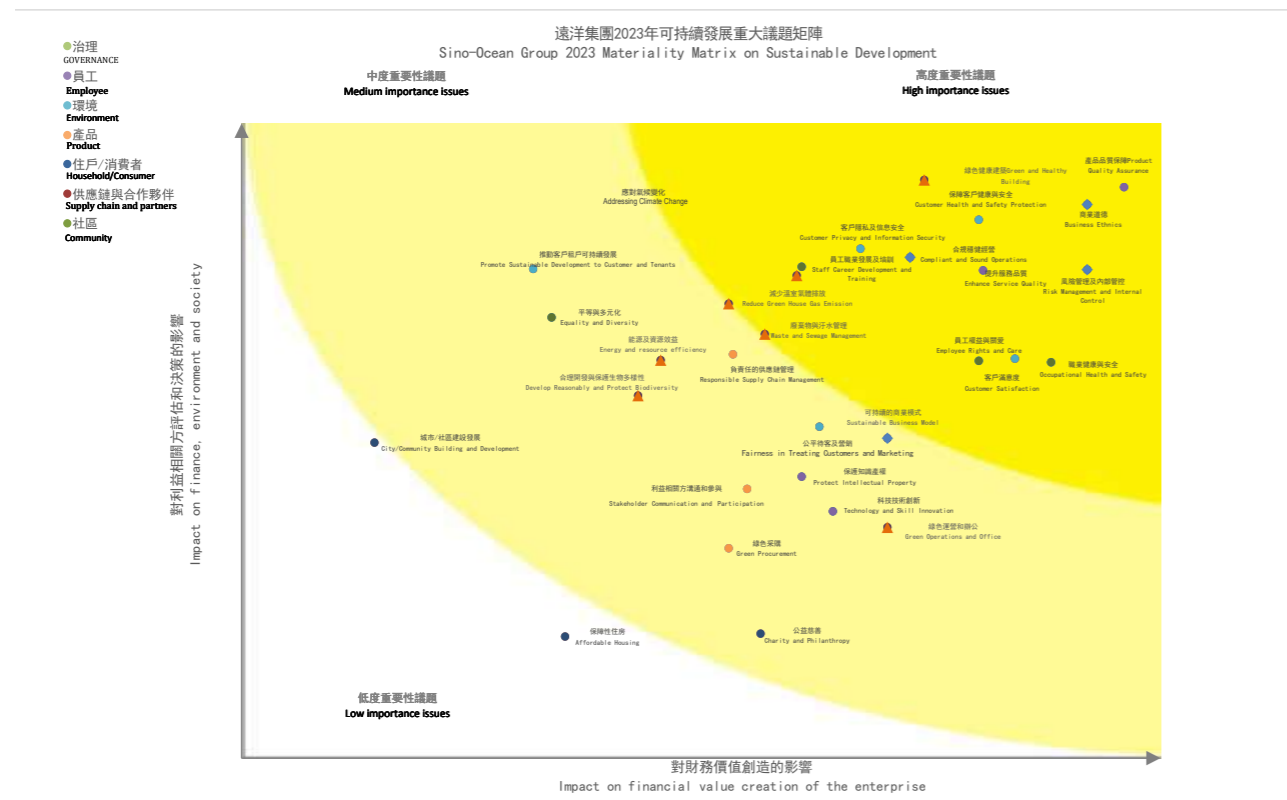 遠洋集團2023年可持續發展重大議題矩陣
Sino-Ocean Group 2023 Materiality Matrix on Sustainable Development
治理
GOVERNANCE
員工
Employee
環境
Environment
產品
Product
住戶/消費者
Household/Consumer
供應鏈與合作夥伴
Supply chain and partners
社區
Community
中度重要性議題
Medium importance issues
高度重要性議題
High importance issues
對利益相關方評估和決策的影響
Impact on finance, environment and society
應對氣候變化
Addressing Climate Change
綠色健康建築Green and Healthy
Building
產品品質保障Product
Quality Assurance
保障客戶健康與安全
Customer Health and Safety Protection
商業道德
Business Ethnics
客戶隱私及信息安全
Customer Privacy and Information Security
推動客戶租戶可持續發展
Promote Sustainable Development to Customer and Tenants
員工職業發展及培訓
Staff Career Development and
Training
合規穩健經營
Compliant and Sound Operations
提升服務品質
Enhance Service Quality
風險管理及內部管控
Risk Management and Internal
Control
減少溫室氣體排放
Reduce Green House Gas Emission
平等與多元化
Equality and Diversity
廢棄物與汙水管理
Waste and Sewage Management
能源及資源效益
Energy and resource efficiency
員工權益與關愛
Employee Rights and Care
負責任的供應鏈管理
Responsible Supply Chain Management
職業健康與安全
Occupational Health and Safety
客戶滿意度
Customer Satisfaction
合理開發與保護生物多樣性
Develop Reasonably and Protect Biodiversity
可持續的商業模式
Sustainable Business Model
城市/社區建設發展
City/Community Building and Development
公平待客及營銷
Fairness in Treating Customers and Marketing
保護知識產權
Protect Intellectual Property
利益相關方溝通和參與
Stakeholder Communication and Participation
科技技術創新
Technology and Skill Innovation
綠色運營和辦公
Green Operations and Office
綠色采購
Green Procurement
保障性住房
Affordable Housing
公益慈善
Charity and Philanthropy
低度重要性議題
Low importance issues
對財務價值創造的影響
Impact on financial value creation of the enterprise